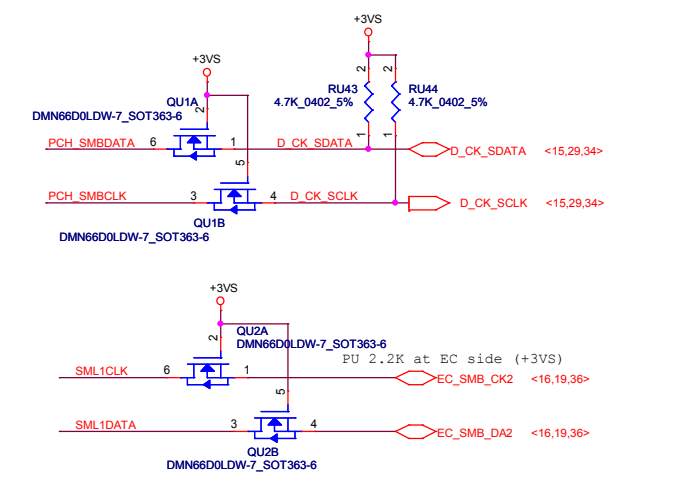 +3VS
+3VS
2
2
RU43
RU44
4.7K_0402_5%
4.7K_0402_5%
QU1A
2
DMN66D0LDW-7_SOT363-6
1
1
PCH_SMBDATA
6
1
D_CK_SDATA
D_CK_SDATA
<15,29,34>
5
PCH_SMBCLK
3
4
D_CK_SCLK
D_CK_SCLK
<15,29,34>
QU1B
DMN66D0LDW-7_SOT363-6
+3VS
QU2A
2
DMN66D0LDW-7_SOT363-6
PU 2.2K at EC side (+3VS)
SML1CLK
6
1
EC_SMB_CK2
<16,19,36>
5
SML1DATA
3
4
EC_SMB_DA2
<16,19,36>
QU2B
DMN66D0LDW-7_SOT363-6